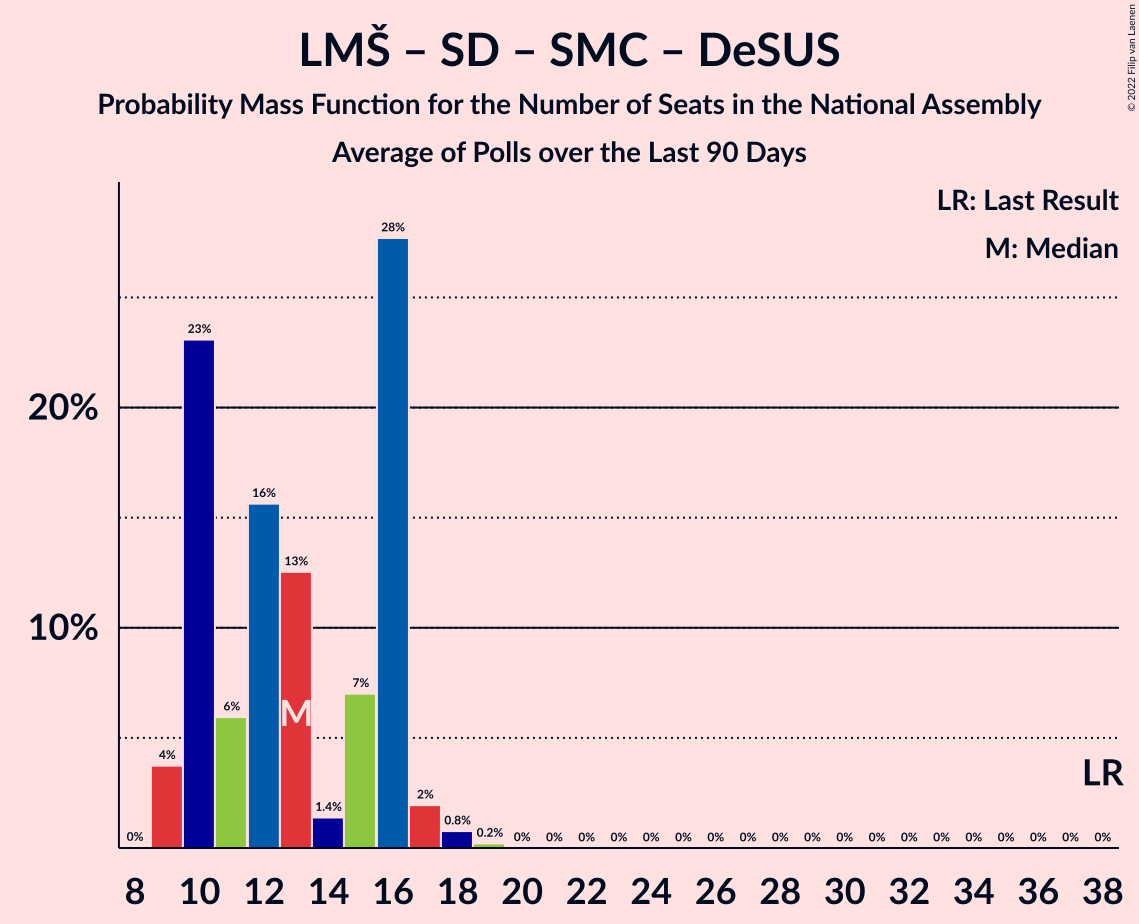 LMŠ – SD – SMC – DeSUS
Probability Mass Function for the Number of Seats in the National Assembly
Average of Polls over the Last 90 Days
© 2022 Filip van Laenen
LR: Last Result
M: Median
28%
23%
20%
16%
13%
10%
7%
6%
M
4%
LR
2%
1.4%
0.8%
0.2%
0% 0% 0% 0% 0% 0% 0% 0% 0% 0% 0% 0% 0% 0% 0% 0% 0% 0% 0% 0%
8 10 12 14 16 18 20 22 24 26 28 30 32 34 36 38